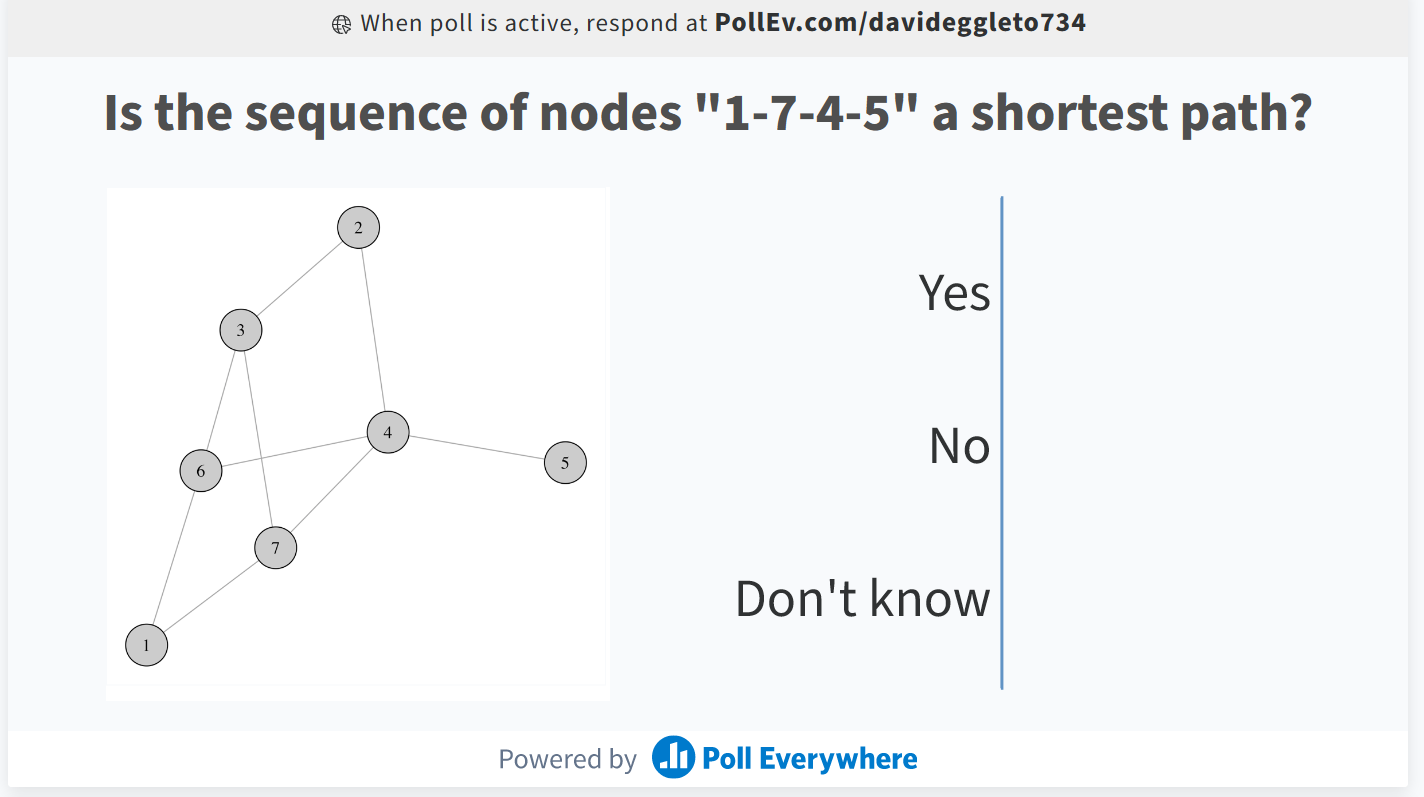 When poll is active, respond at PollEv.com/davideggleto734
Is the sequence of nodes "1-7-4-5" a shortest path?
2
3
4
5
6
7
1
Yes
No
Don't know
Powered by Poll Everywhere